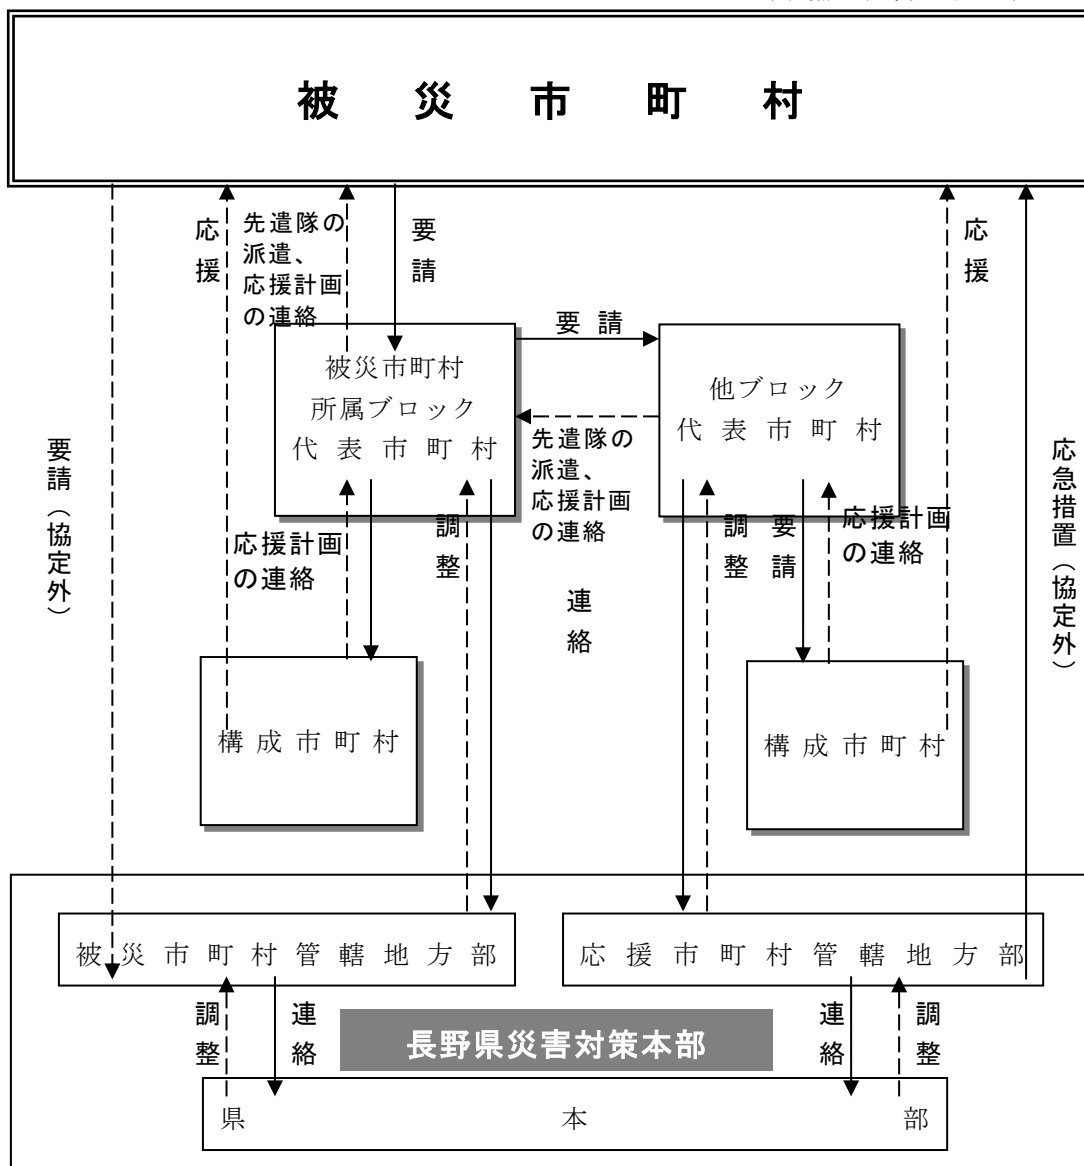 被災市町村
応援
先遣隊の
派遣、
応援計画
の連絡
要請
応援
要請
被災市町村
所属ブロック
代表市町村
他ブロック
代表市町村
先遣隊の
派遣、
応援計画
の連絡
要請（協定外）
応急措置（協定外）
応援計画
の連絡
調整
調整
要請
応援計画
の連絡
連絡
構成市町村
構成市町村
被災市町村管轄地方部
応援市町村管轄地方部
調整
連絡
長野県災害対策本部
連絡
調整
県本部